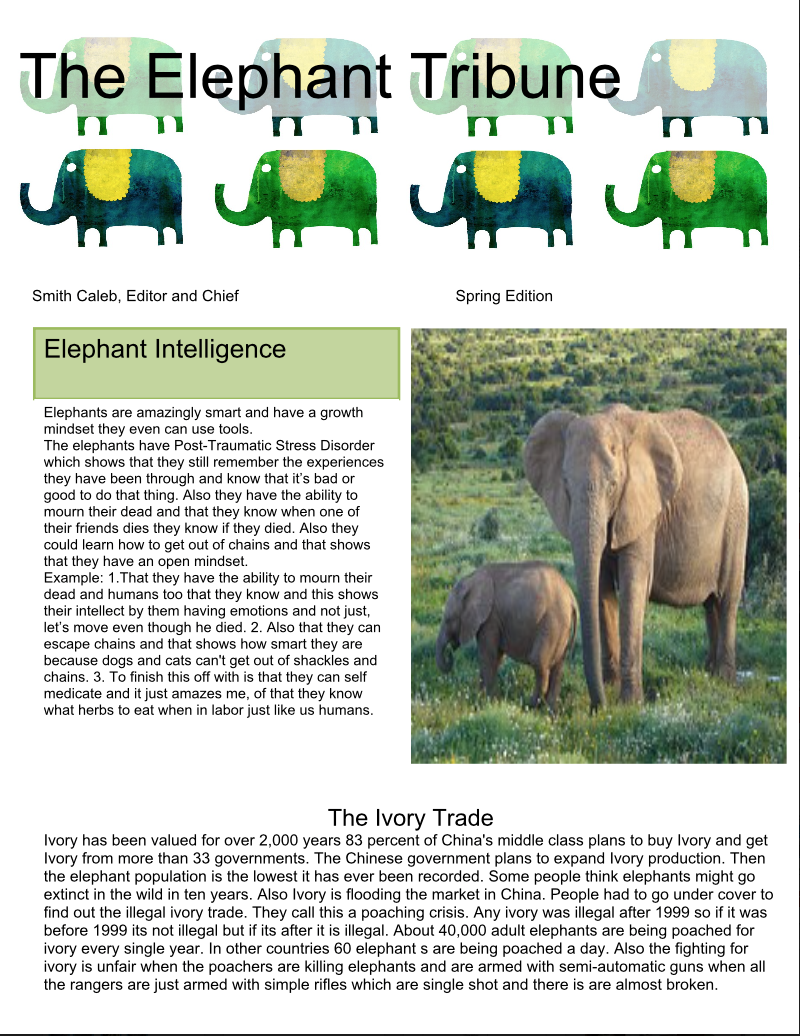 The Elephant Tribune
Smith Caleb, Editor and Chief
Spring Edition
Elephant Intelligence
Elephants are amazingly smart and have a growth
mindset they even can use tools.
The elephants have Post-Traumatic Stress Disorder
which shows that they still remember the experiences
they have been through and know that it's bad or
good to do that thing. Also they have the ability to
mourn their dead and that they know when one of
their friends dies they know if they died. Also they
could learn how to get out of chains and that shows
that they have an open mindset.
Example: 1.That they have the ability to mourn their
dead and humans too that they know and this shows
their intellect by them having emotions and not just,
let's move even though he died. 2. Also that they can
escape chains and that shows how smart they are
because dogs and cats can't get out of shackles and
chains. 3. To finish this off with is that they can self
medicate and it just amazes me, of that they know
what herbs to eat when in labor just like us humans.
The Ivory Trade
Ivory has been valued for over 2,000 years 83 percent of China's middle class plans to buy Ivory and get
Ivory from more than 33 governments. The Chinese government plans to expand Ivory production. Then
the elephant population is the lowest it has ever been recorded. Some people think elephants might go
extinct in the wild in ten years. Also Ivory is flooding the market in China. People had to go under cover to
find out the illegal ivory trade. They call this a poaching crisis. Any ivory was illegal after 1999 so if it was
before 1999 its not illegal but if its after it is illegal. About 40,000 adult elephants are being poached for
ivory every single year. In other countries 60 elephant s are being poached a day. Also the fighting for
ivory is unfair when the poachers are killing elephants and are armed with semi-automatic guns when all
the rangers are just armed with simple rifles which are single shot and there is are almost broken.